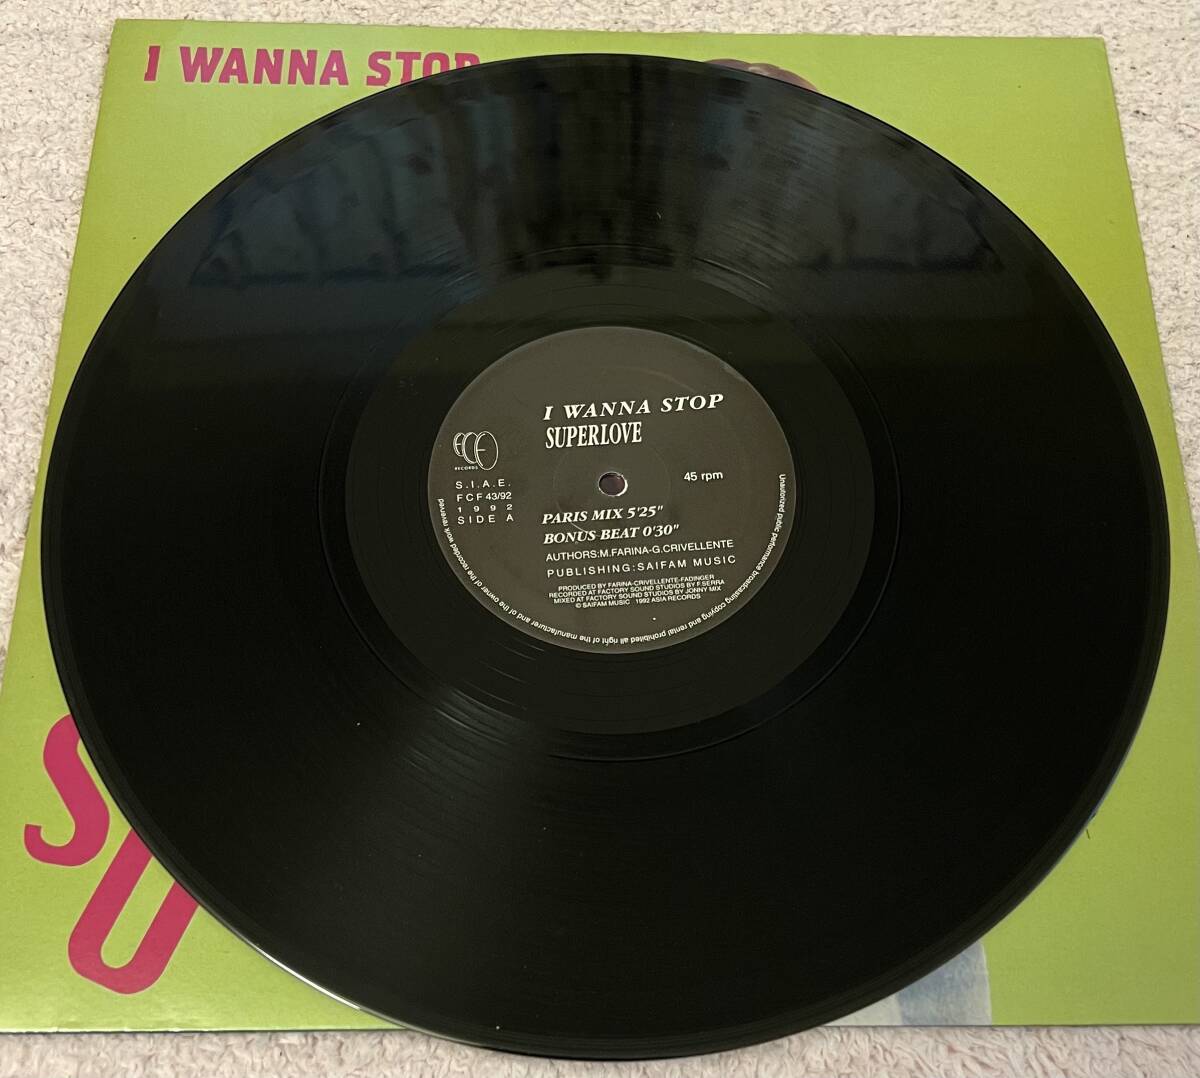 I WANNA STOP
SU
I WANNA STOP
SUPERLOVE
FCF
RECORDS
S.I.A.E.
FCF 43/92
1992
SIDE A
45 rpm
PARIS MIX 5'25"
BONUS BEAT 0'30"
AUTHORS:M.FARINA-G.CRIVELLENTE
PUBLISHING:SAIFAM MUSIC
PRODUCED BY FARINA-CRIVELLENTE-FADINGER
RECORDED AT FACTORY SOUND STUDIOS BY F.SERRA
MIXED AT FACTORY SOUND STUDIOS BY JONNY MIX
© SAIFAM MUSIC 1992 ASIA RECORDS
Unautorized public performance broadcasting copying and rental prohibited all right of the manufacturer and of the owner of the recorded work reserved